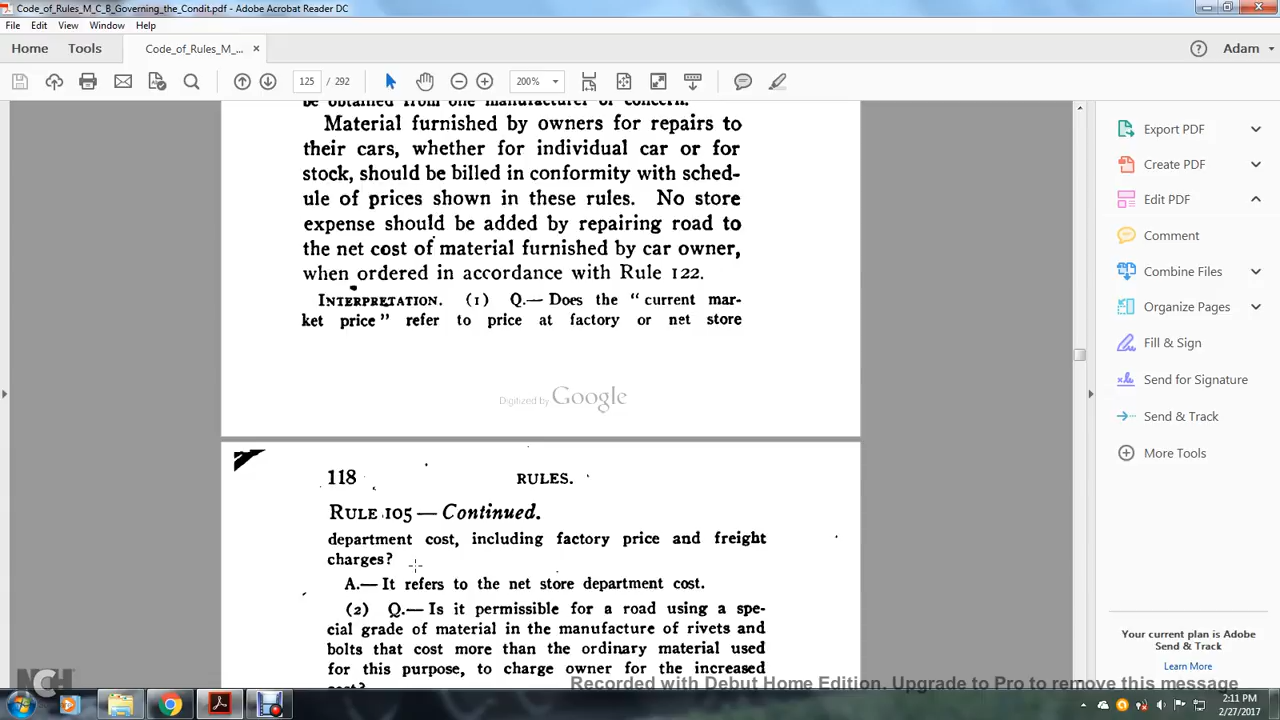 Code_of_Rules_M_C_B_Governing_the_Condit.pdf - Adobe Acrobat Reader DC
File Edit View Window Help
Home Tools Code_of_Rules_M_... × Adam
125 / 292 200%
be obtained from one manufacturer or concern.
Material furnished by owners for repairs to
their cars, whether for individual car or for
stock, should be billed in conformity with sched-
ule of prices shown in these rules. No store
expense should be added by repairing road to
the net cost of material furnished by car owner,
when ordered in accordance with Rule 122.
INTERPRETATION. (1) Q.— Does the “current mar-
ket price” refer to price at factory or net store
Digitized by Google
118 RULES.
RULE 105 — Continued.
department cost, including factory price and freight
charges?
A.— It refers to the net store department cost.
(2) Q.— Is it permissible for a road using a spe-
cial grade of material in the manufacture of rivets and
bolts that cost more than the ordinary material used
for this purpose, to charge owner for the increased
cost?
Export PDF
Create PDF
Edit PDF
Comment
Combine Files
Organize Pages
Fill & Sign
Send for Signature
Send & Track
More Tools
Your current plan is Adobe
Send & Sign
Learn More
NCH
Recorded with Debut Home Edition. Upgrade to Pro to remove this message
2:11 PM
2/27/2017